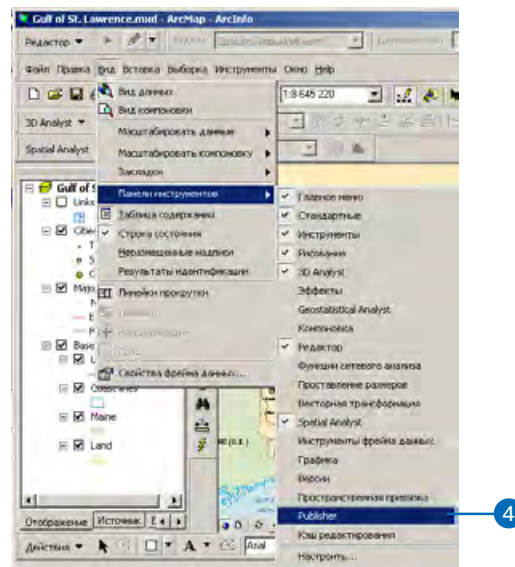 Gulf of St. Lawrence.mxd - ArcMap - ArcInfo
Редактор
Файл Правка Вид Вставка Выборка Инструменты Окно Help
1:8 645 220
3D Analyst
Spatial Analyst
Вид данных
Вид компоновки
Масштабировать данные
Масштабировать компоновку
Закладки
Панели инструментов
Таблица содержания
Строка состояния
Неразмещенные надписи
Результаты идентификации
Линейки прокрутки
Свойства фрейма данных...
Главное меню
Стандартные
Инструменты
Рисование
3D Analyst
Эффекты
Geostatistical Analyst
Компоновка
Редактор
Функции сетевого анализа
Проставление размеров
Векторная трансформация
Spatial Analyst
Инструменты фрейма данных
Графика
Версии
Пространственная привязка
Publisher
Кэш редактирования
Настроить...
4
Gulf of S
Links
Citie
T
S
C
Majo
Base
L
Coastlines
Maine
Land
Отображение Источник
Действия
Arial